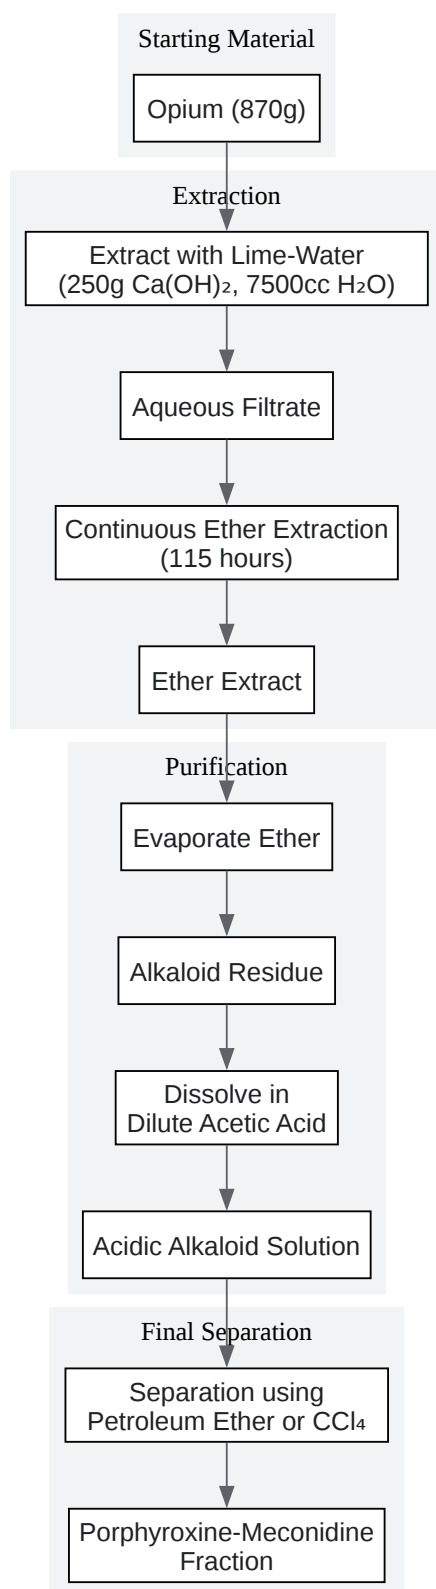 Starting Material
Opium (870g)
Extraction
Extract with Lime-Water
(250g Ca(OH)₂, 7500cc H₂O)
Aqueous Filtrate
Continuous Ether Extraction
(115 hours)
Ether Extract
Purification
Evaporate Ether
Alkaloid Residue
Dissolve in
Dilute Acetic Acid
Acidic Alkaloid Solution
Final Separation
Separation using
Petroleum Ether or CCl₄
Porphyroxine-Meconidine
Fraction